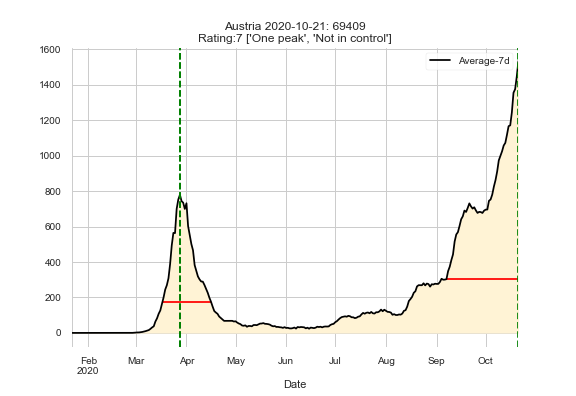 Austria 2020-10-21: 69409
Rating:7 ['One peak', 'Not in control']
1600
1400
1200
1000
800
600
400
200
0
Average-7d
Feb Mar Apr May Jun Jul Aug Sep Oct
2020
Date